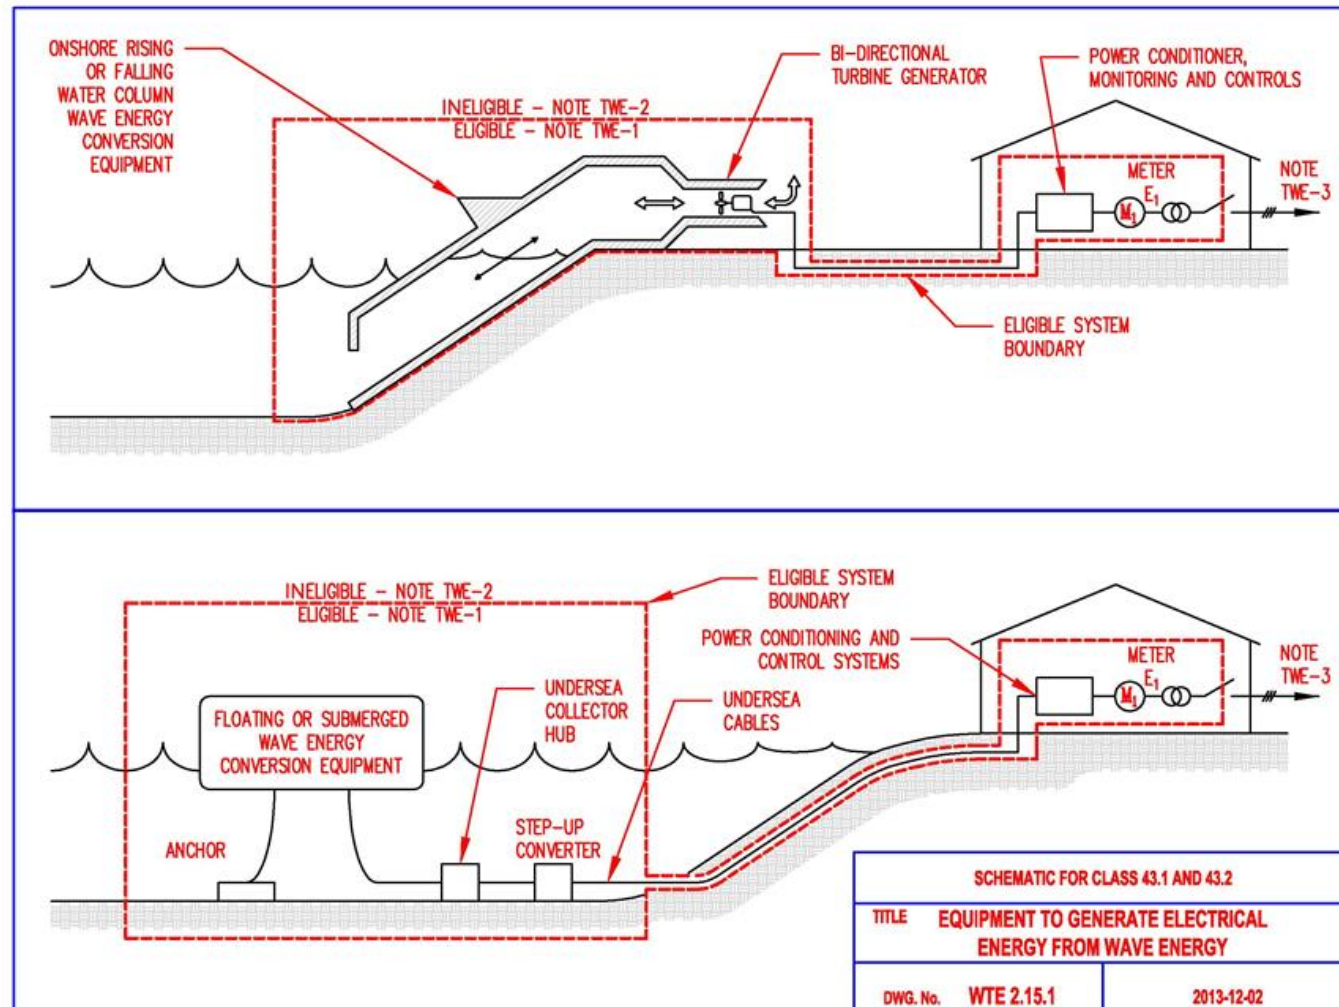 ONSHORE RISING
OR FALLING
WATER COLUMN
WAVE ENERGY
CONVERSION
EQUIPMENT
BI-DIRECTIONAL
TURBINE GENERATOR
POWER CONDITIONER,
MONITORING AND CONTROLS
INELIGIBLE - NOTE TWE-2
ELIGIBLE - NOTE TWE-1
METER
E1
M1
NOTE
TWE-3
ELIGIBLE SYSTEM
BOUNDARY
INELIGIBLE - NOTE TWE-2
ELIGIBLE - NOTE TWE-1
ELIGIBLE SYSTEM
BOUNDARY
POWER CONDITIONING AND
CONTROL SYSTEMS
METER
E1
M1
NOTE
TWE-3
FLOATING OR SUBMERGED
WAVE ENERGY
CONVERSION EQUIPMENT
UNDERSEA
COLLECTOR
HUB
UNDERSEA
CABLES
ANCHOR
STEP-UP
CONVERTER
SCHEMATIC FOR CLASS 43.1 AND 43.2
TITLE EQUIPMENT TO GENERATE ELECTRICAL
ENERGY FROM WAVE ENERGY
DWG. No. WTE 2.15.1
2013-12-02